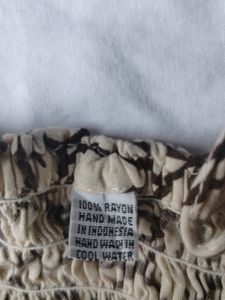 100% RAYON
HAND MADE
IN INDONESIA
HAND WASH IN
COOL WATER